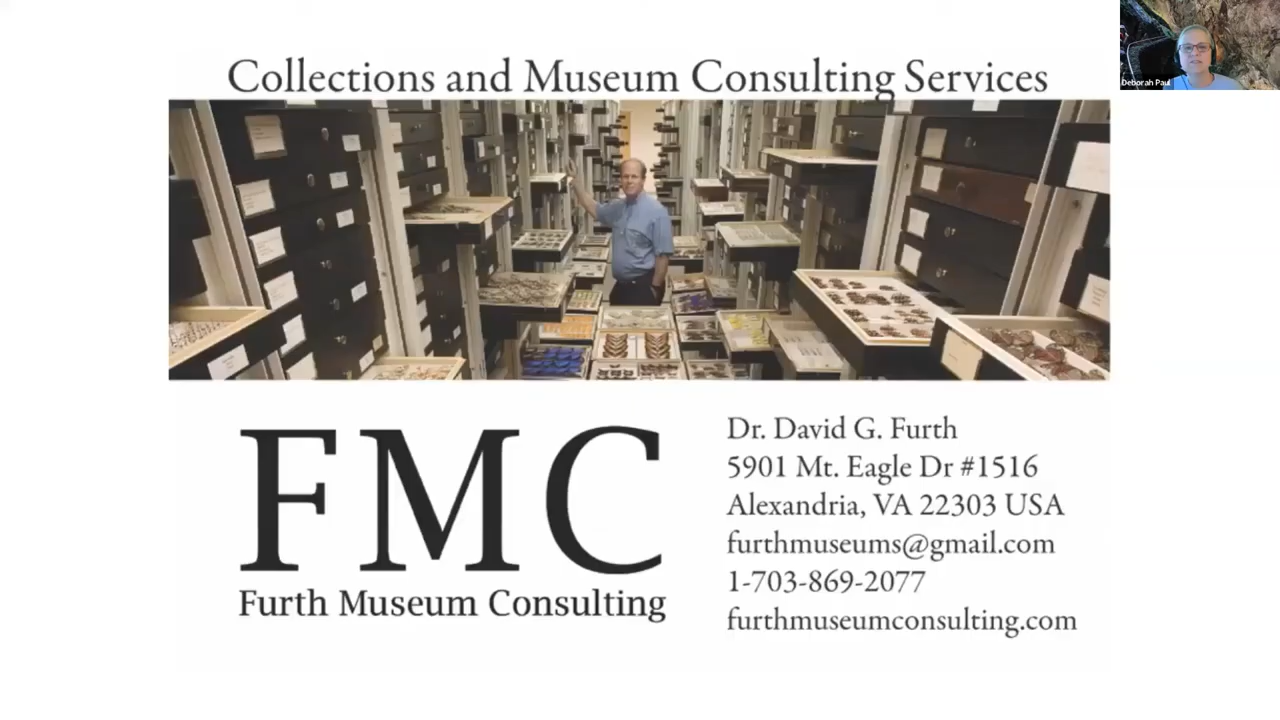 Collections and Museum Consulting Services
Deborah Paul
FMC
Furth Museum Consulting
Dr. David G. Furth
5901 Mt. Eagle Dr #1516
Alexandria, VA 22303 USA
furthmuseums@gmail.com
1-703-869-2077
furthmuseumconsulting.com